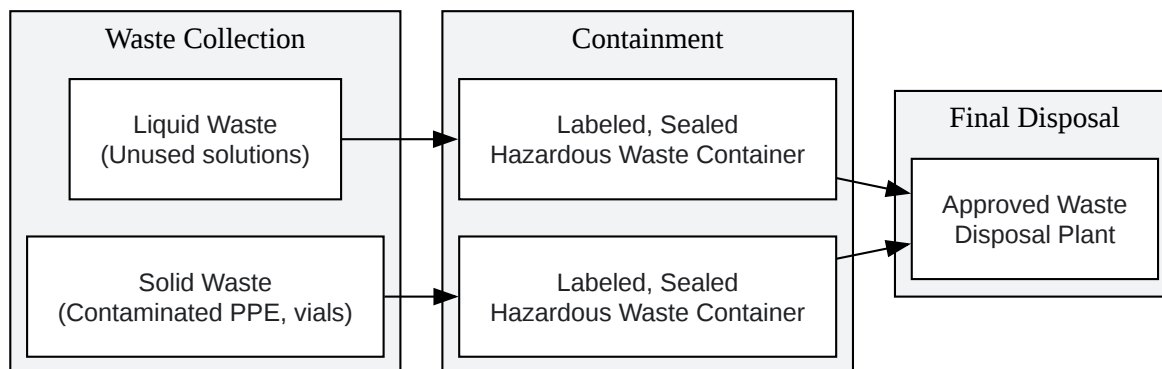 Waste Collection
Liquid Waste
(Unused solutions)
Solid Waste
(Contaminated PPE, vials)
Containment
Labeled, Sealed
Hazardous Waste Container
Labeled, Sealed
Hazardous Waste Container
Final Disposal
Approved Waste
Disposal Plant